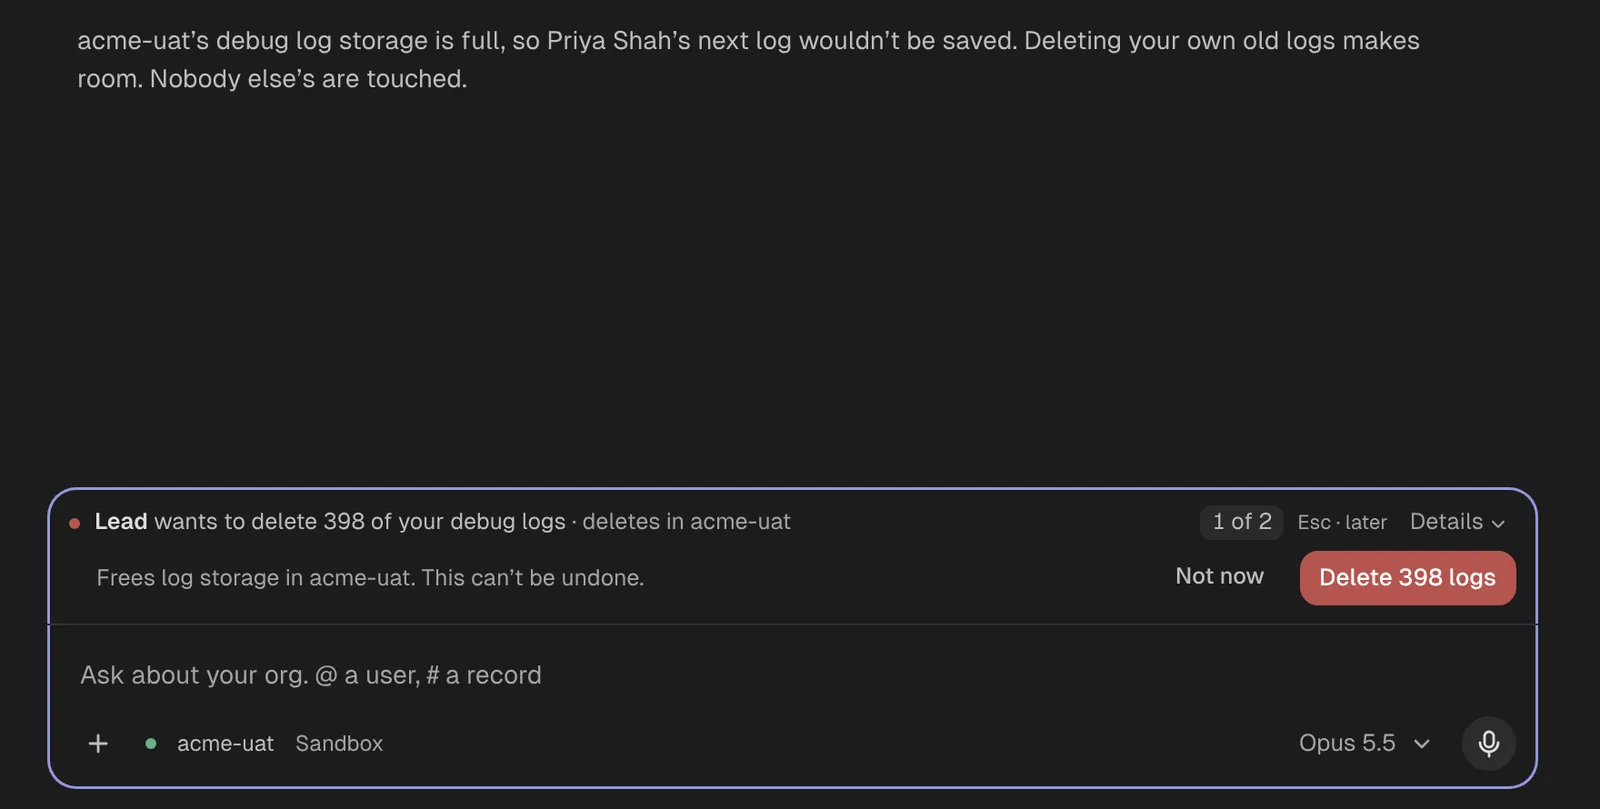 acme-uat’s debug log storage is full, so Priya Shah’s next log wouldn’t be saved. Deleting your own old logs makes
room. Nobody else’s are touched.
Lead wants to delete 398 of your debug logs · deletes in acme-uat
1 of 2
Esc · later
Details
Frees log storage in acme-uat. This can’t be undone.
Not now
Delete 398 logs
Ask about your org. @ a user, # a record
acme-uat
Sandbox
Opus 5.5